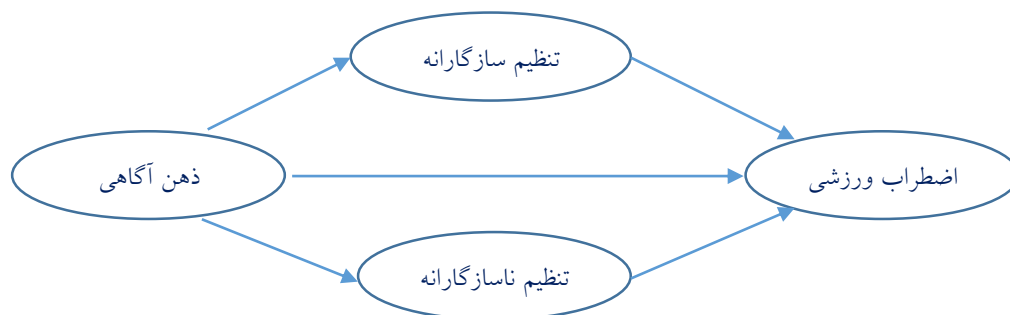 تنظیم سازگارانه
ذهن آگاهی
اضطراب ورزشی
تنظیم ناسازگارانه